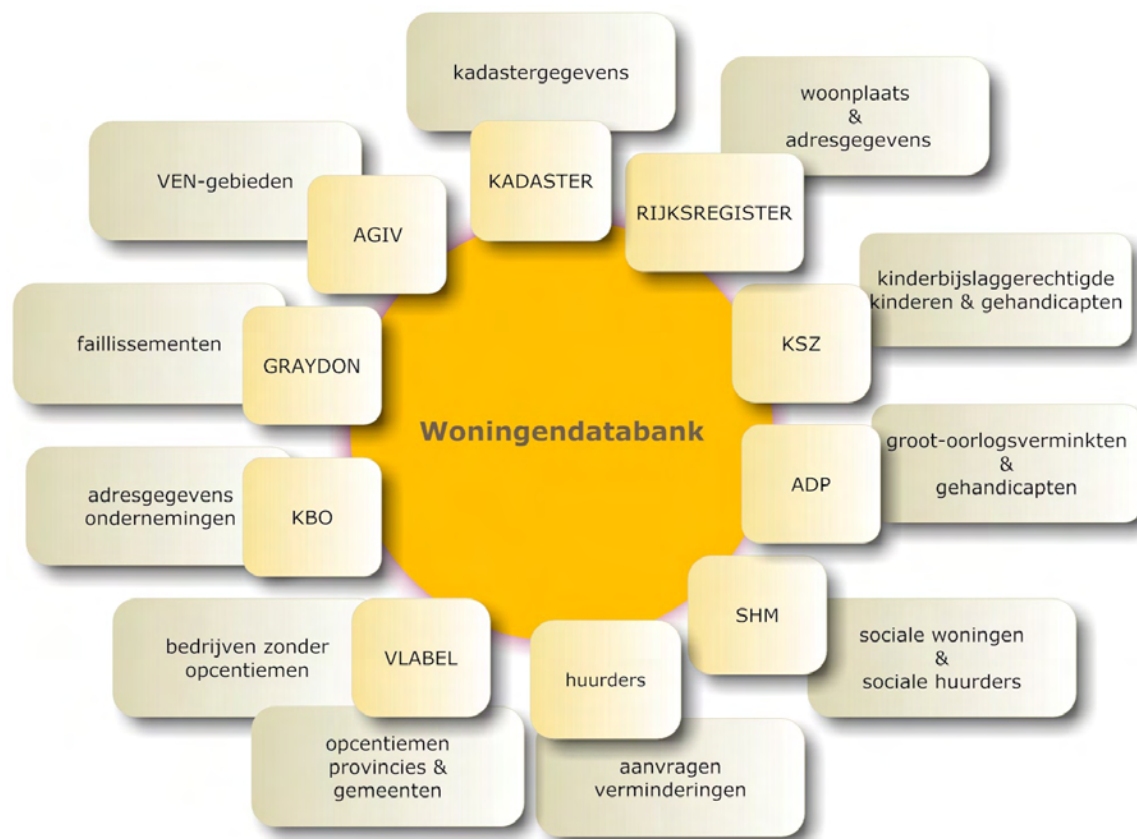 kadastergegevens
KADASTER
woonplaats
&
adresgegevens
RIJKSREGISTER
kinderbijslaggerechtigde
kinderen & gehandicapten
KSZ
groot-oorlogsverminkten
&
gehandicapten
ADP
sociale woningen
&
sociale huurders
SHM
aanvragen
verminderingen
huurders
opcentiemen
provincies &
gemeenten
bedrijven zonder
opcentiemen
VLABEL
adresgegevens
ondernemingen
KBO
faillissementen
GRAYDON
VEN-gebieden
AGIV
Woningendatabank